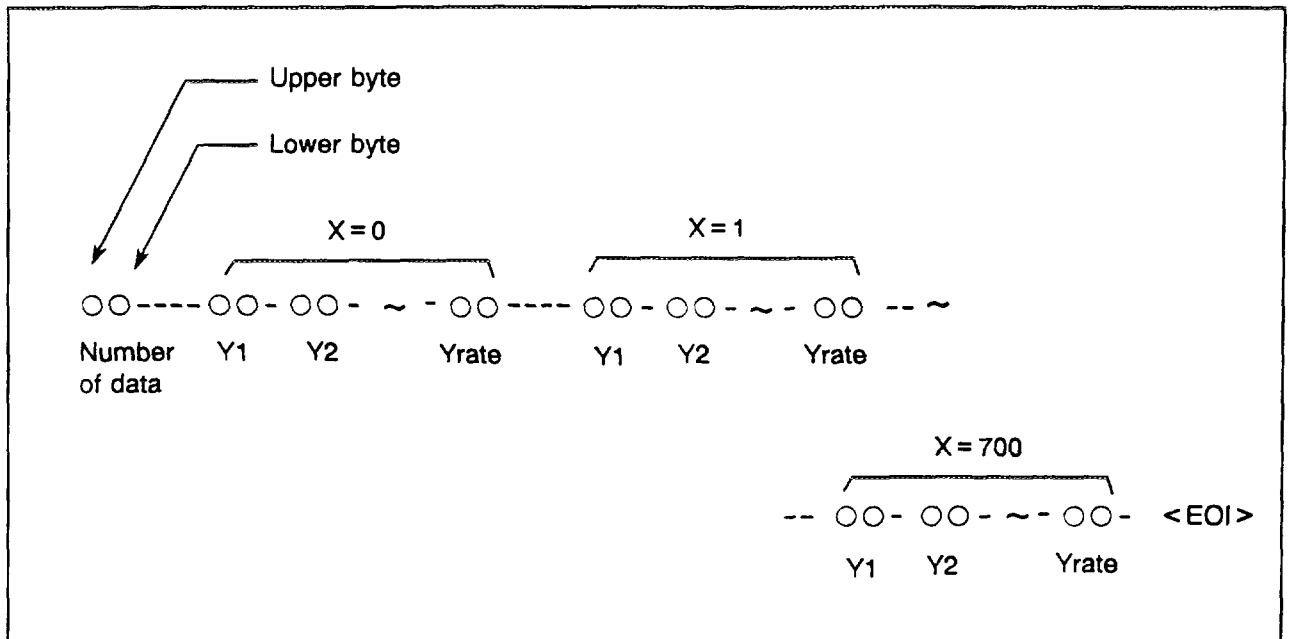 Upper byte
Lower byte
X = 0 X = 1
○○----○○- ○○- ~ - ○○----○○- ○○-~- ○○ --~
Number of data Y1 Y2 Yrate Y1 Y2 Yrate
X = 700
-- ○○- ○○-~- ○○- <EOI>
Y1 Y2 Yrate